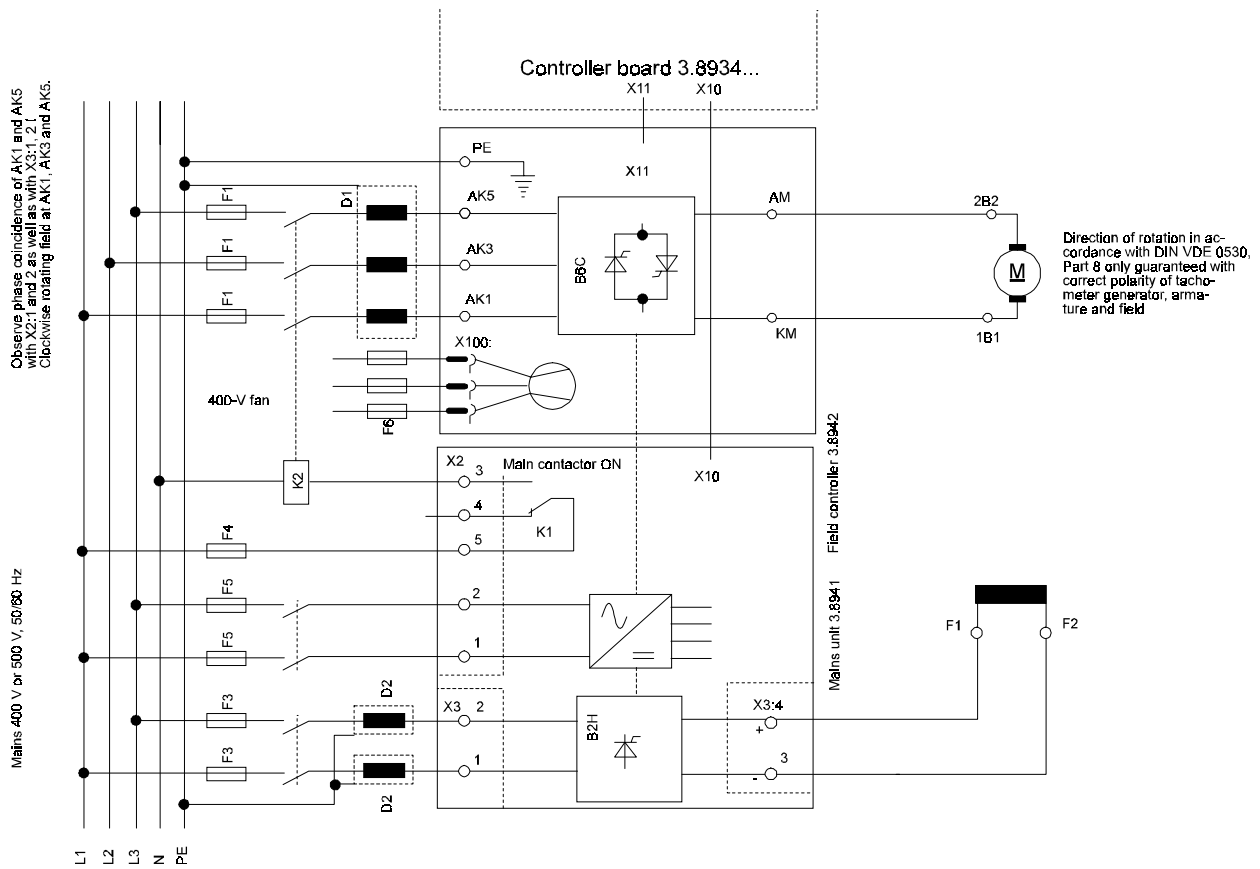 Controller board 3.8934...
X11
X10
Observe phase coincidence of AK1 and AK5
with X2:1 and 2 as well as with X3:1, 2 !
Clockwise rotating field at AK1, AK3 and AK5.
PE
X11
F1
D1
AK5
AM
2B2
F1
AK3
B6C
M
Direction of rotation in ac-
cordance with DIN VDE 0530,
Part 8 only guaranteed with
correct polarity of tacho-
meter generator, arma-
ture and field
F1
AK1
KM
1B1
X100:
400-V fan
F6
X2
Main contactor ON
X10
Field controller 3.8942
K2
3
4
K1
F4
5
Mains 400 V or 500 V, 50/60 Hz
F5
2
Mains unit 3.8941
F1
F2
F5
1
D2
F3
X3
2
B2H
X3:4
+
F3
1
3
-
D2
L1
L2
L3
N
PE